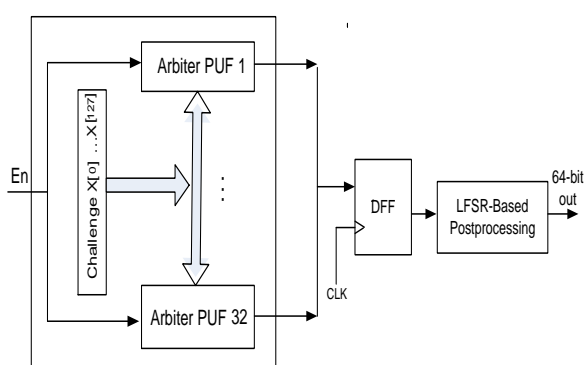 Arbiter PUF 1
Challenge X[0] ...X[127]
En
⋮
Arbiter PUF 32
DFF
CLK
LFSR-Based
Postprocessing
64-bit
out